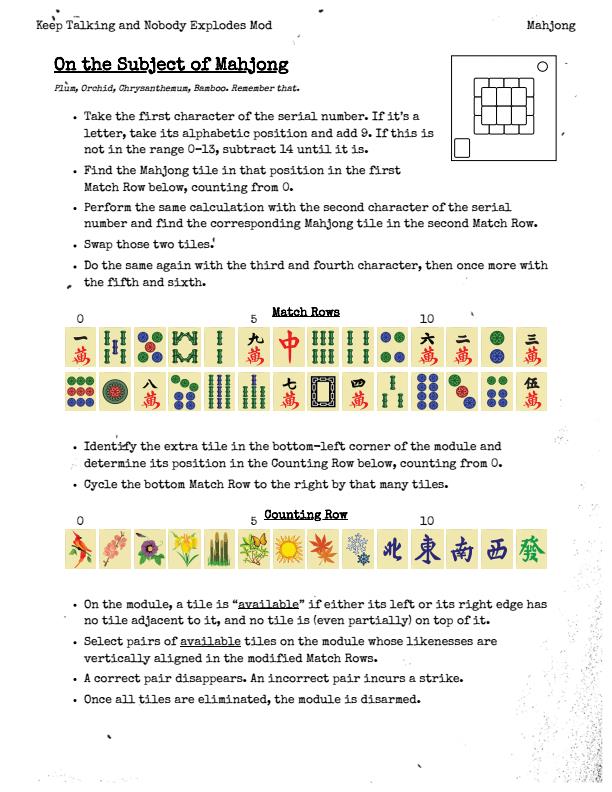 Keep Talking and Nobody Explodes Mod
Mahjong
On the Subject of Mahjong
Plum, Orchid, Chrysanthemum, Bamboo. Remember that.
• Take the first character of the serial number. If it's a
letter, take its alphabetic position and add 9. If this is
not in the range 0–13, subtract 14 until it is.
• Find the Mahjong tile in that position in the first
Match Row below, counting from 0.
• Perform the same calculation with the second character of the serial
number and find the corresponding Mahjong tile in the second Match Row.
• Swap those two tiles.
• Do the same again with the third and fourth character, then once more with
the fifth and sixth.
Match Rows
0 5 10
一萬 九萬 中 六萬 二萬 三萬
八萬 七萬 四萬 伍萬
• Identify the extra tile in the bottom-left corner of the module and
determine its position in the Counting Row below, counting from 0.
• Cycle the bottom Match Row to the right by that many tiles.
Counting Row
0 5 10
北 東 南 西 發
• On the module, a tile is “available” if either its left or its right edge has
no tile adjacent to it, and no tile is (even partially) on top of it.
• Select pairs of available tiles on the module whose likenesses are
vertically aligned in the modified Match Rows.
• A correct pair disappears. An incorrect pair incurs a strike.
• Once all tiles are eliminated, the module is disarmed.